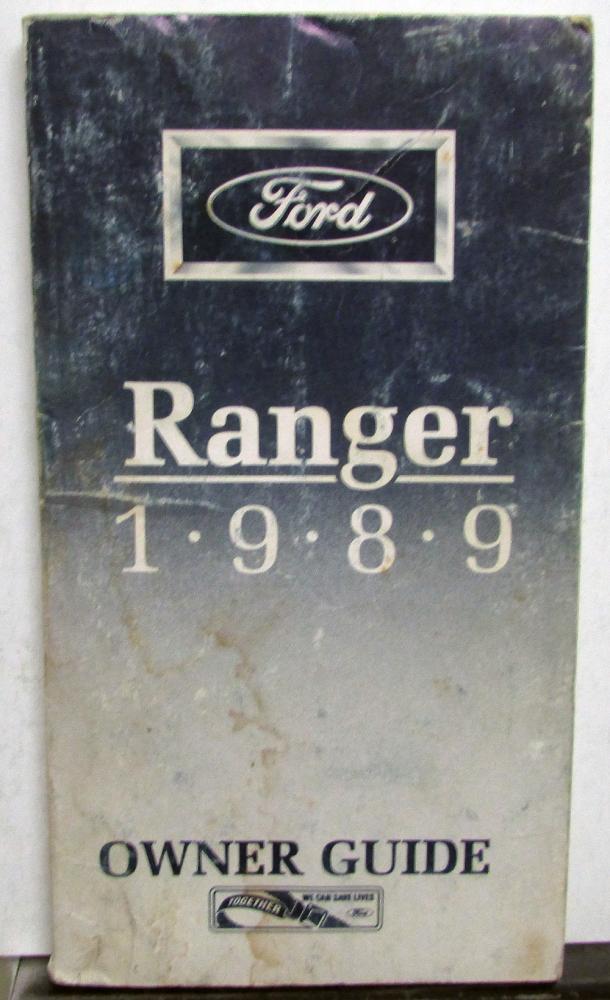 Ford
Ranger
1·9·8·9
OWNER GUIDE
TOGETHER WE CAN SAVE LIVES
Ford